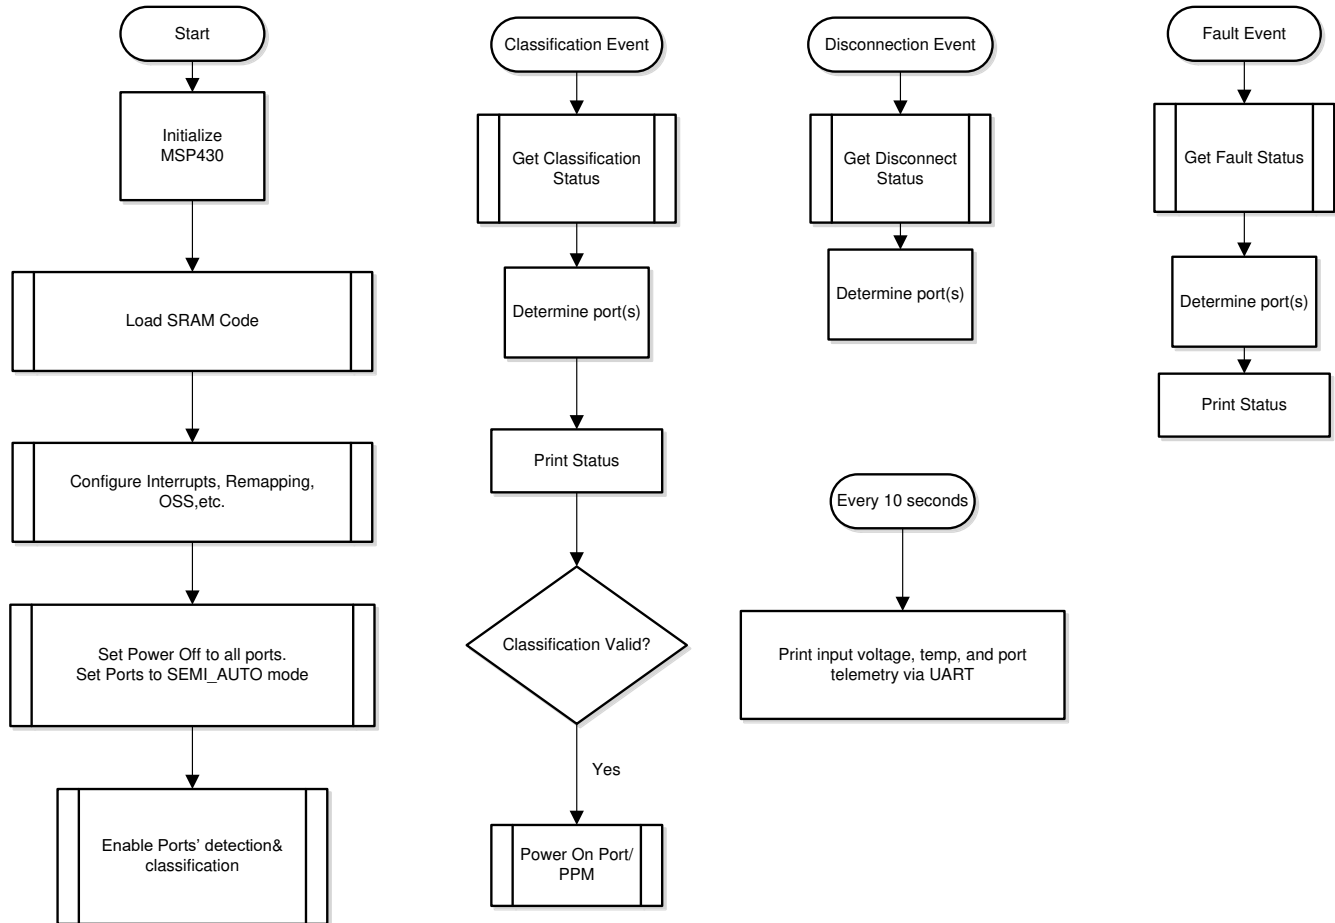 Start
Initialize
MSP430
Load SRAM Code
Configure Interrupts, Remapping,
OSS,etc.
Set Power Off to all ports.
Set Ports to SEMI_AUTO mode
Enable Ports’ detection&
classification
Classification Event
Get Classification
Status
Determine port(s)
Print Status
Classification Valid?
Yes
Power On Port/
PPM
Disconnection Event
Get Disconnect
Status
Determine port(s)
Every 10 seconds
Print input voltage, temp, and port
telemetry via UART
Fault Event
Get Fault Status
Determine port(s)
Print Status